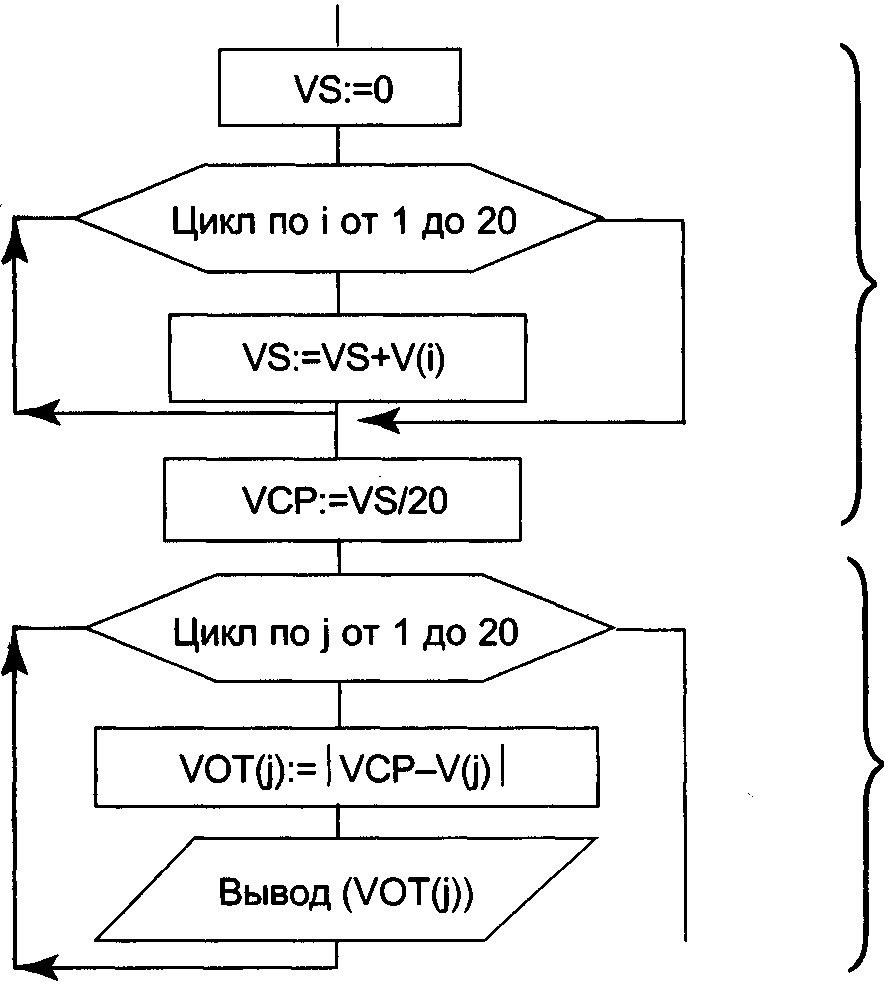 VS:=0
Цикл по i от 1 до 20
VS:=VS+V(i)
VCP:=VS/20
Цикл по j от 1 до 20
VOT(j):=|VCP–V(j)|
Вывод (VOT(j))